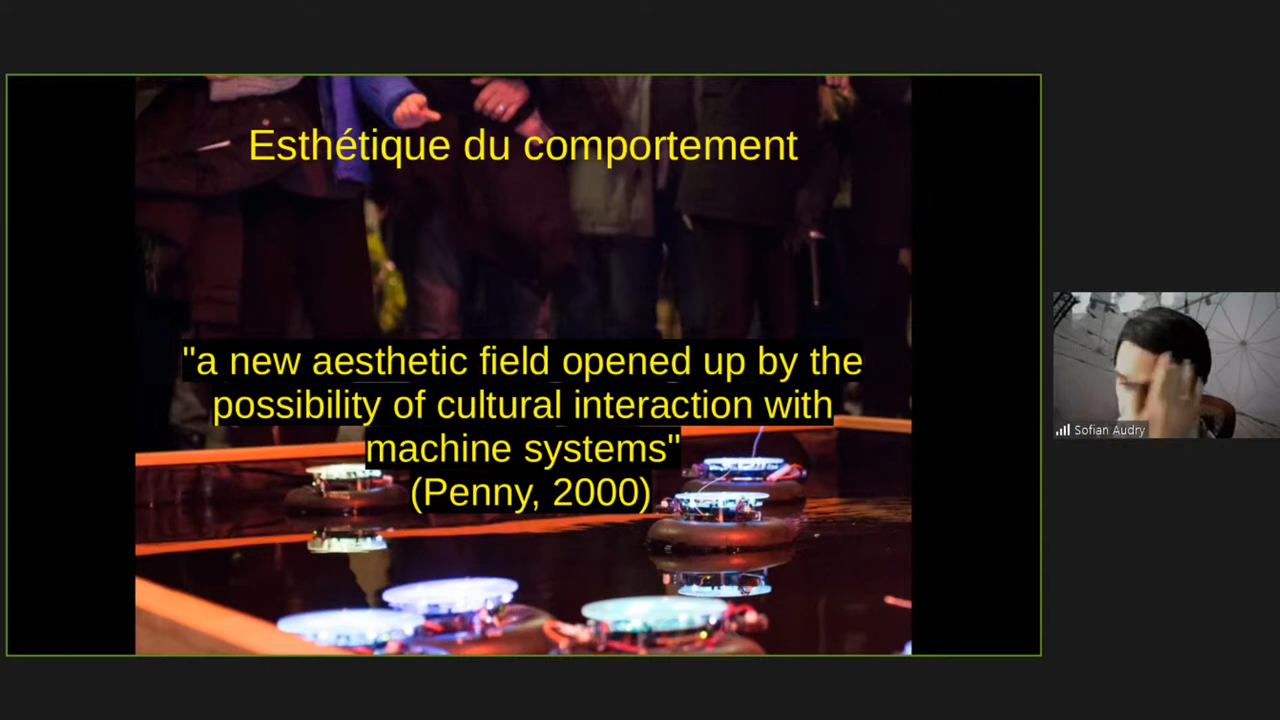 Esthétique du comportement
"a new aesthetic field opened up by the
possibility of cultural interaction with
machine systems"
(Penny, 2000)
Sofian Audry